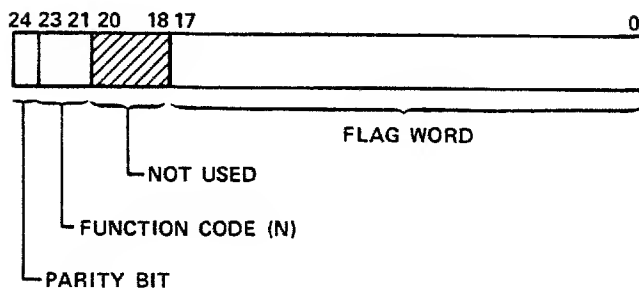 24 23 21 20 18 17 0
FLAG WORD
NOT USED
FUNCTION CODE (N)
PARITY BIT